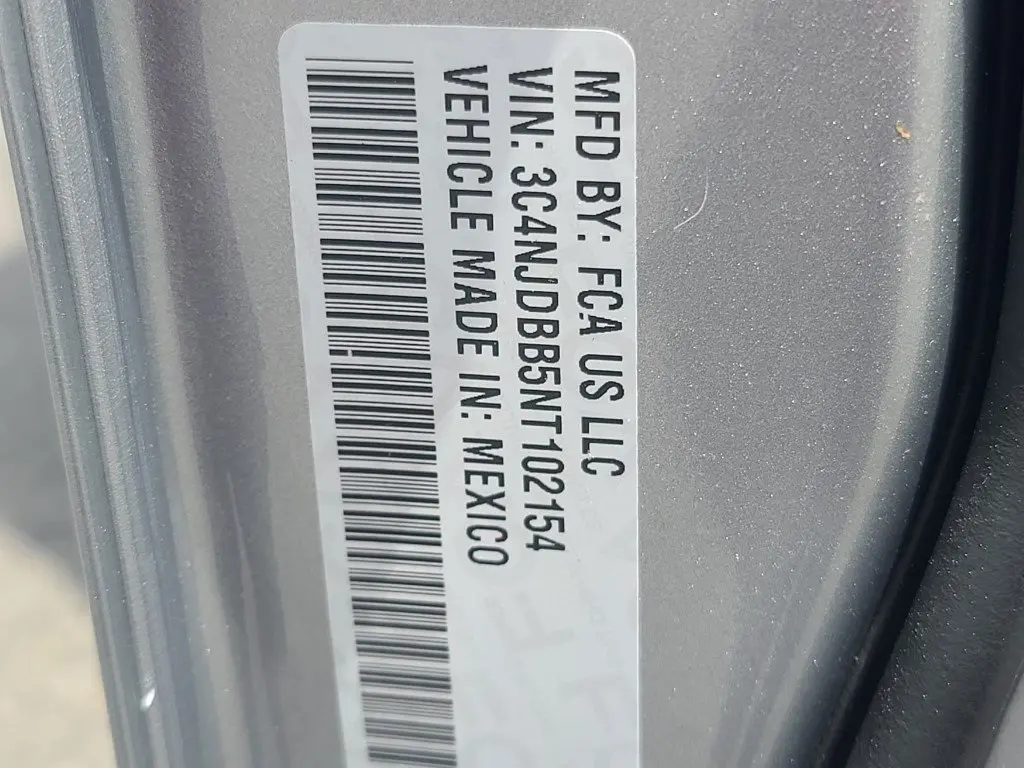 MFD BY: FCA US LLC
VIN: 3C4NJDBB5NT102154
VEHICLE MADE IN: MEXICO